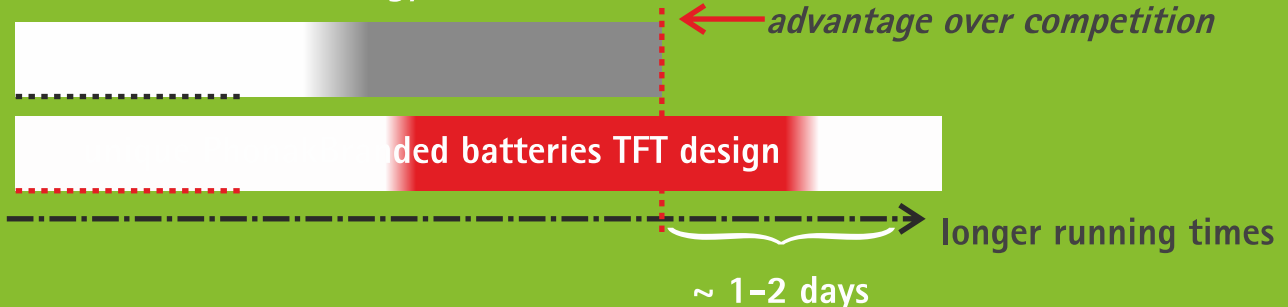 advantage over competition
nded batteries TFT design
longer running times
~ 1-2 days